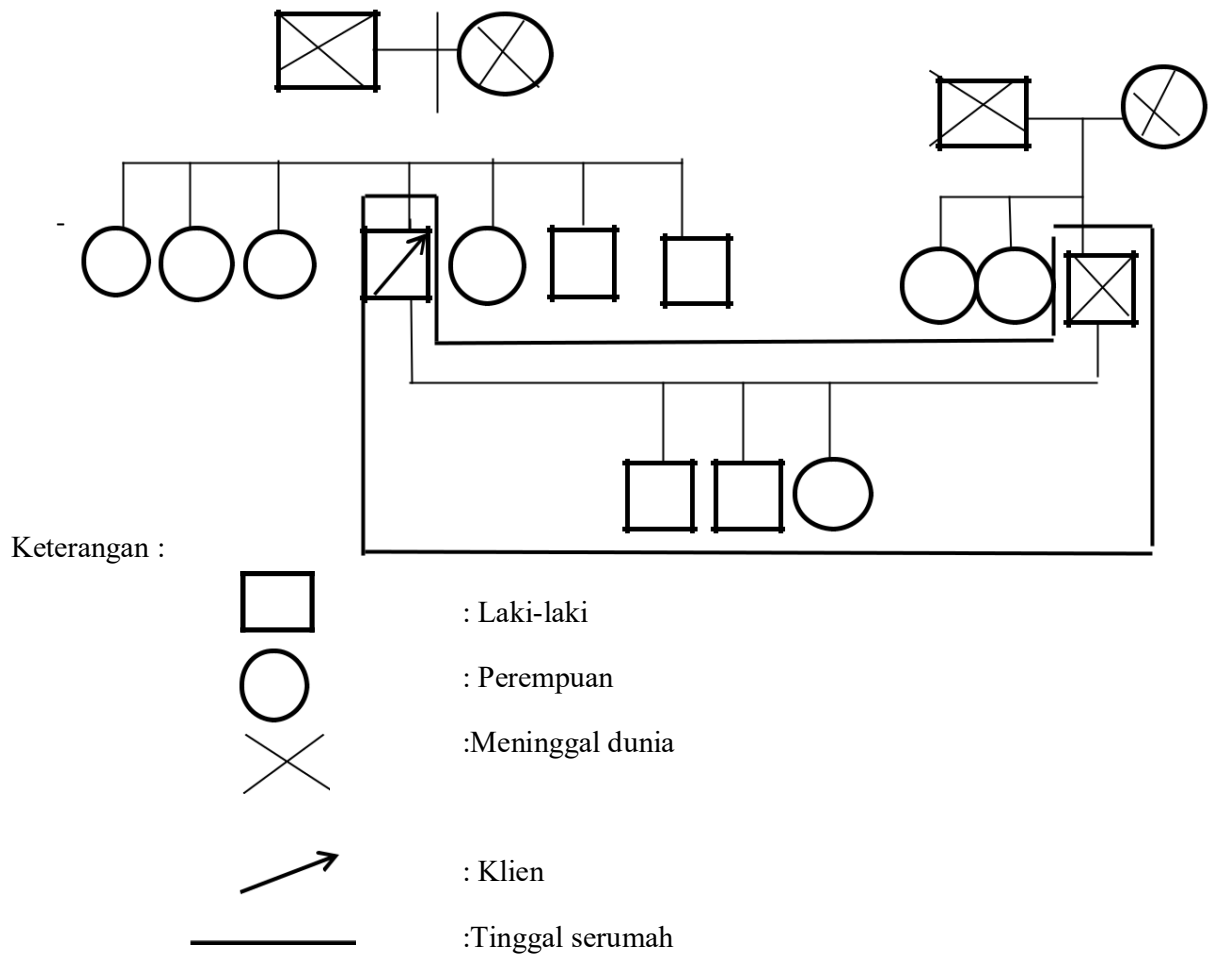 -
Keterangan :
: Laki-laki
: Perempuan
:Meninggal dunia
: Klien
:Tinggal serumah